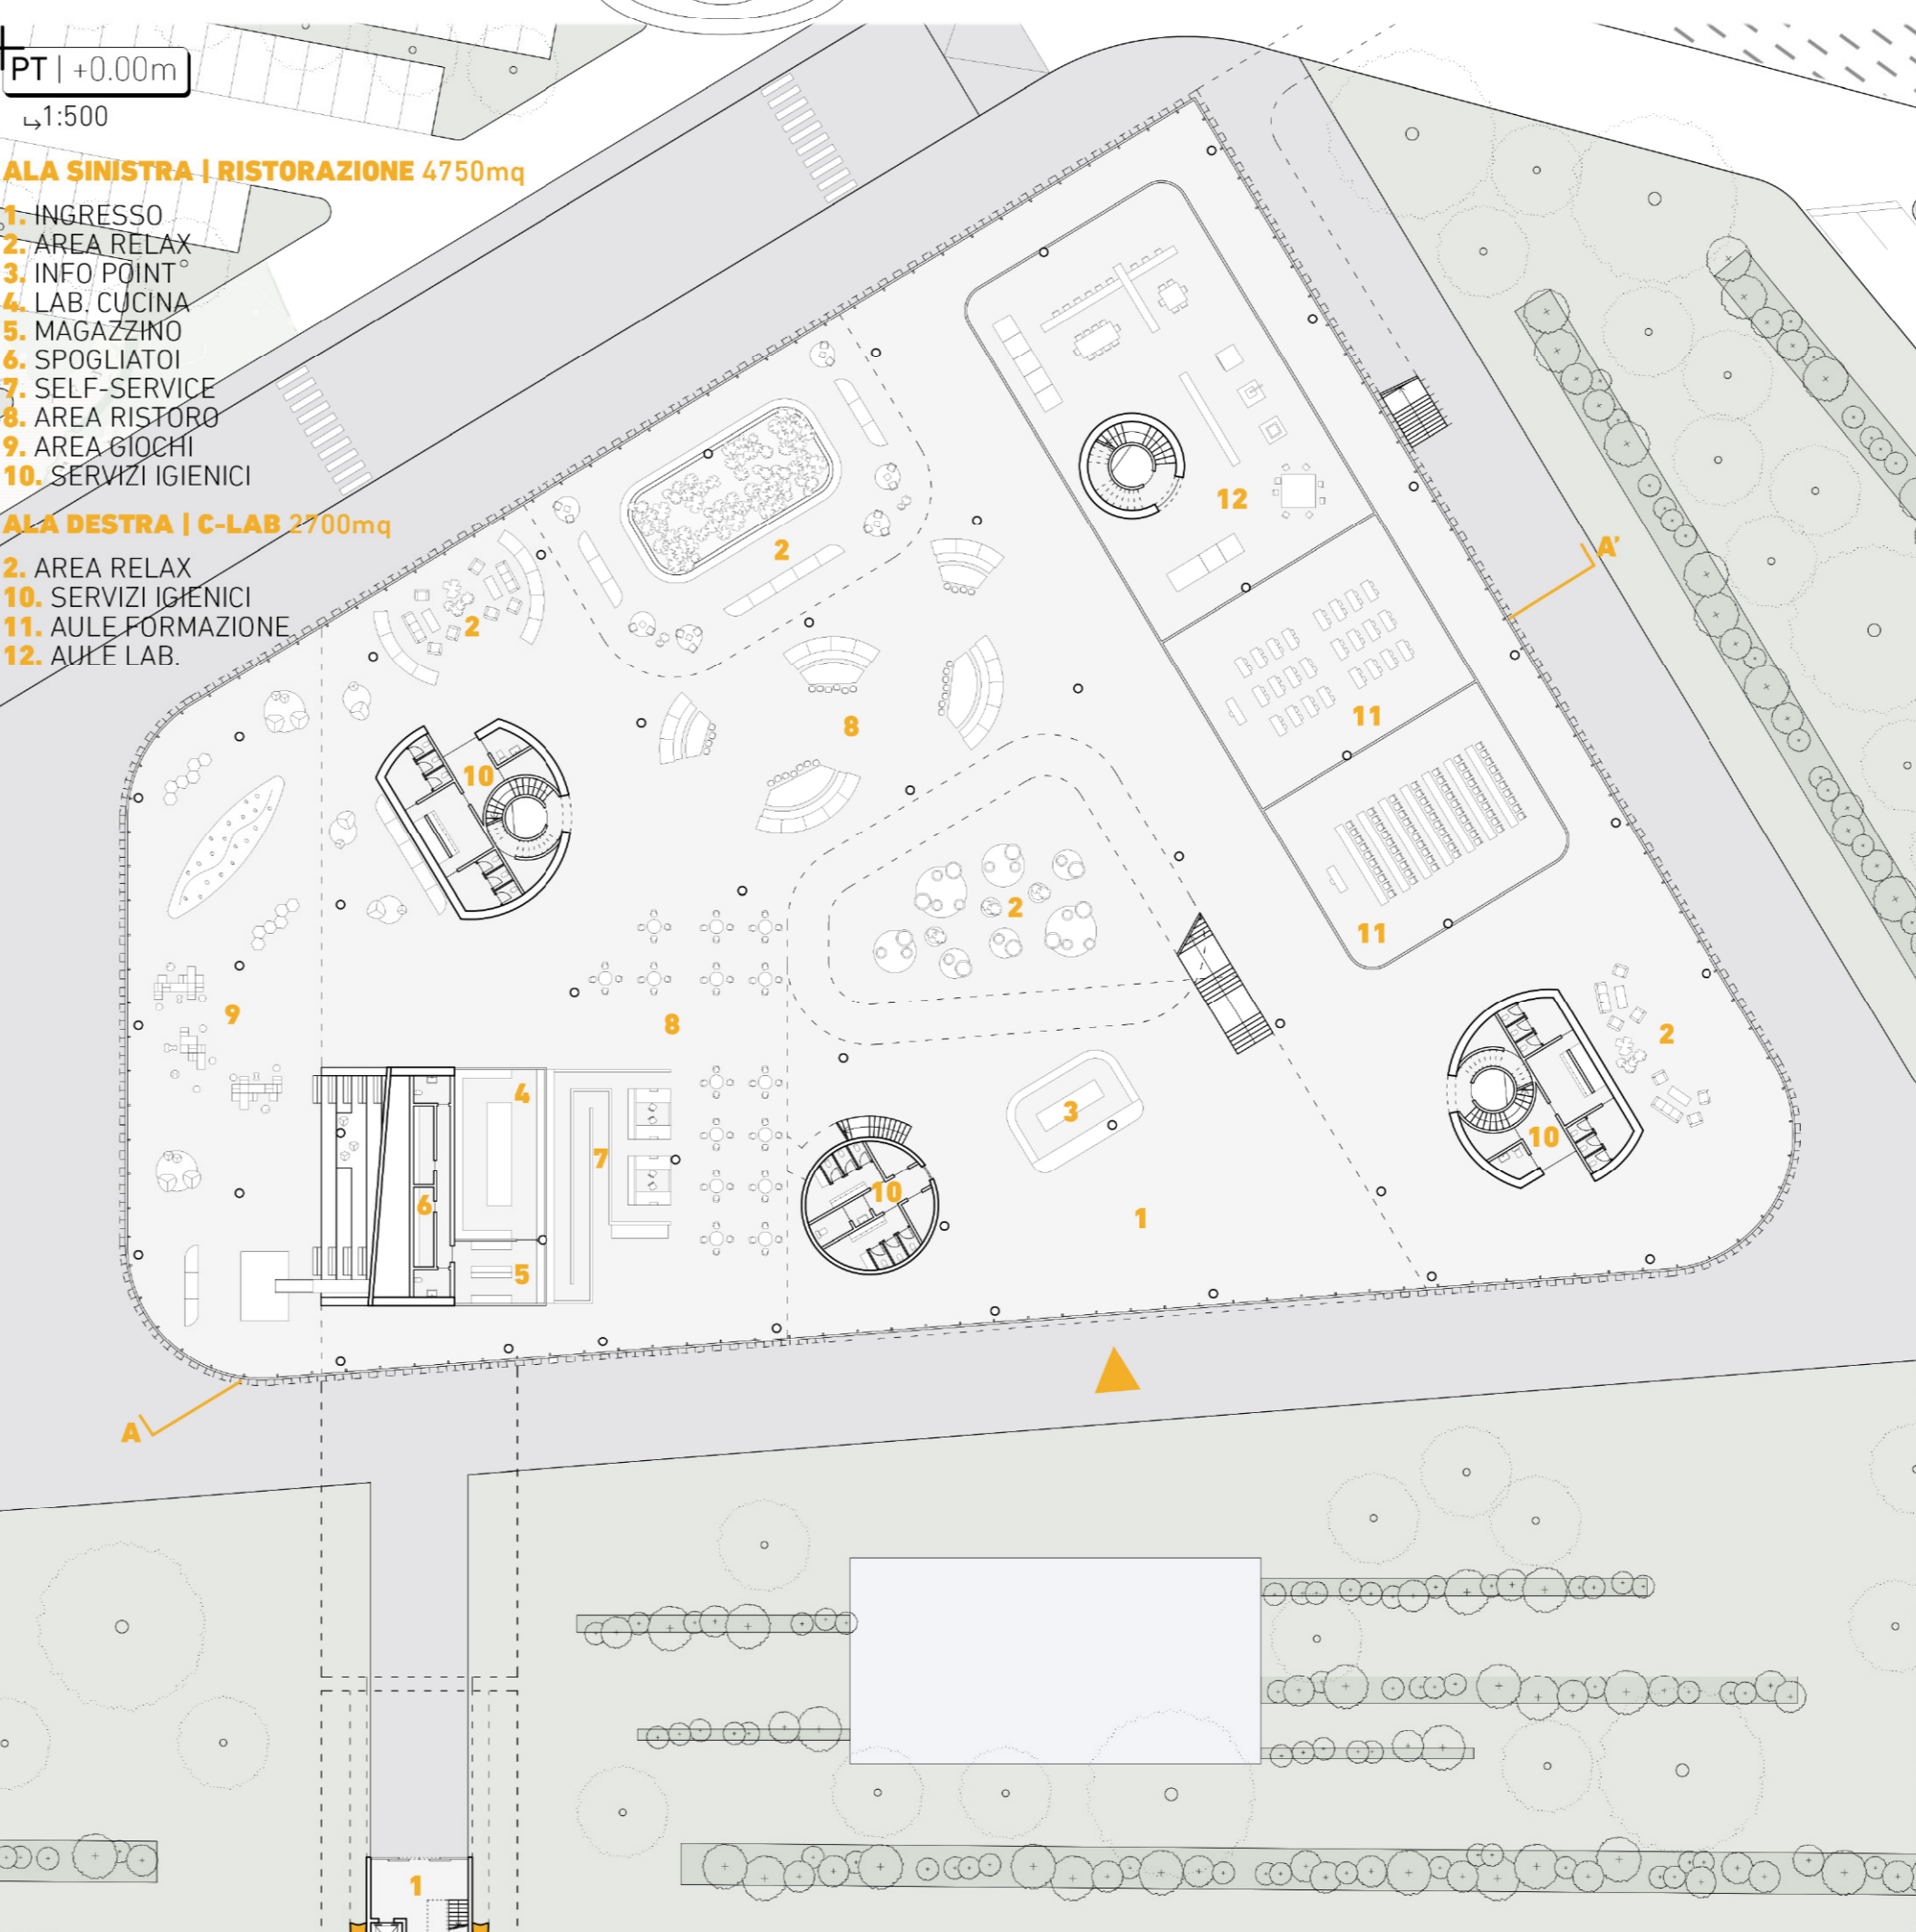 PT | +0.00m
1:500
ALA SINISTRA | RISTORAZIONE 4750mq
1. INGRESSO
2. AREA RELAX
3. INFO POINT
4. LAB. CUCINA
5. MAGAZZINO
6. SPOGLIATOI
7. SELF-SERVICE
8. AREA RISTORO
9. AREA GIOCHI
10. SERVIZI IGIENICI
ALA DESTRA | C-LAB 2700mq
2. AREA RELAX
10. SERVIZI IGIENICI
11. AULE FORMAZIONE
12. AULE LAB.
12
A'
2
2
11
8
10
11
2
9
8
2
4
3
10
7
10
6
1
5
A
1